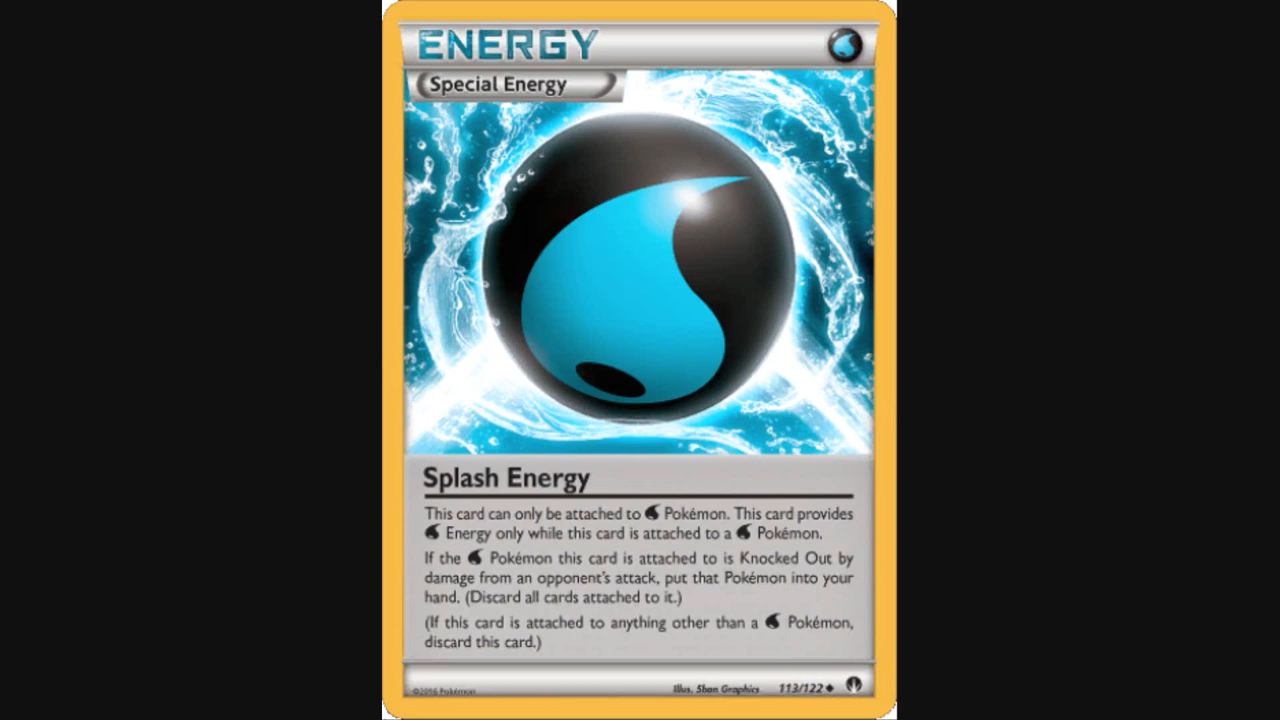 ENERGY
Special Energy
Splash Energy
This card can only be attached to Pokémon. This card provides
Energy only while this card is attached to a Pokémon.
If the Pokémon this card is attached to is Knocked Out by
damage from an opponent's attack, put that Pokémon into your
hand. (Discard all cards attached to it.)
(If this card is attached to anything other than a Pokémon,
discard this card.)
©2016 Pokémon
Illus. 5ban Graphics 113/122